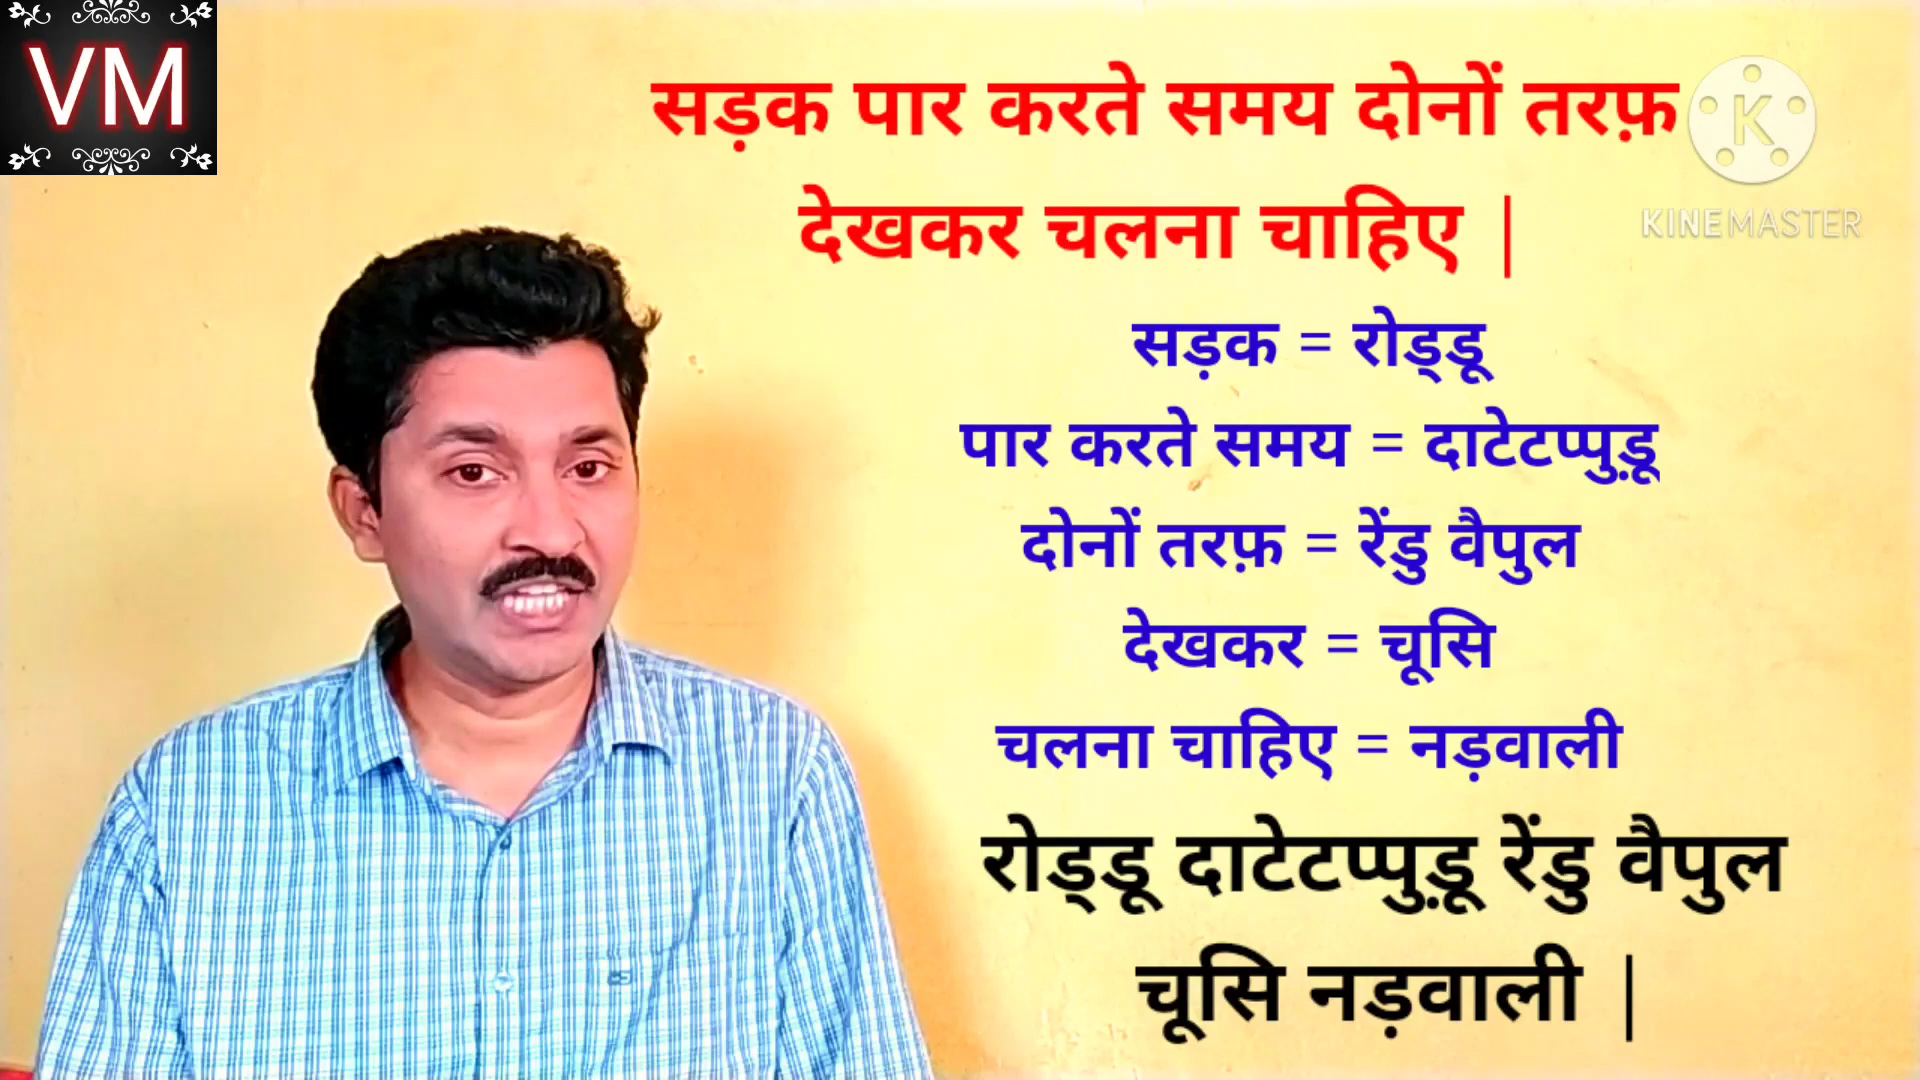 VM
सड़क पार करते समय दोनों तरफ़
देखकर चलना चाहिए |
K
KINEMASTER
सड़क = रोड्डू
पार करते समय = दाटेटप्पुड़ू
दोनों तरफ़ = रेंडु वैपुल
देखकर = चूसि
चलना चाहिए = नड़वाली
रोड्डू दाटेटप्पुड़ू रेंडु वैपुल
चूसि नड़वाली |